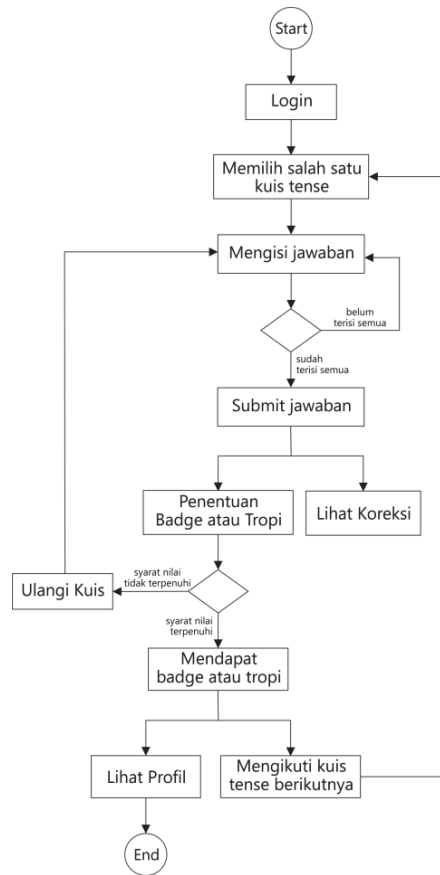 Start
Login
Memilih salah satu
kuis tense
Mengisi jawaban
belum
terisi semua
sudah
terisi semua
Submit jawaban
Penentuan
Badge atau Tropi
Lihat Koreksi
syarat nilai
tidak terpenuhi
Ulangi Kuis
syarat nilai
terpenuhi
Mendapat
badge atau tropi
Lihat Profil
Mengikuti kuis
tense berikutnya
End